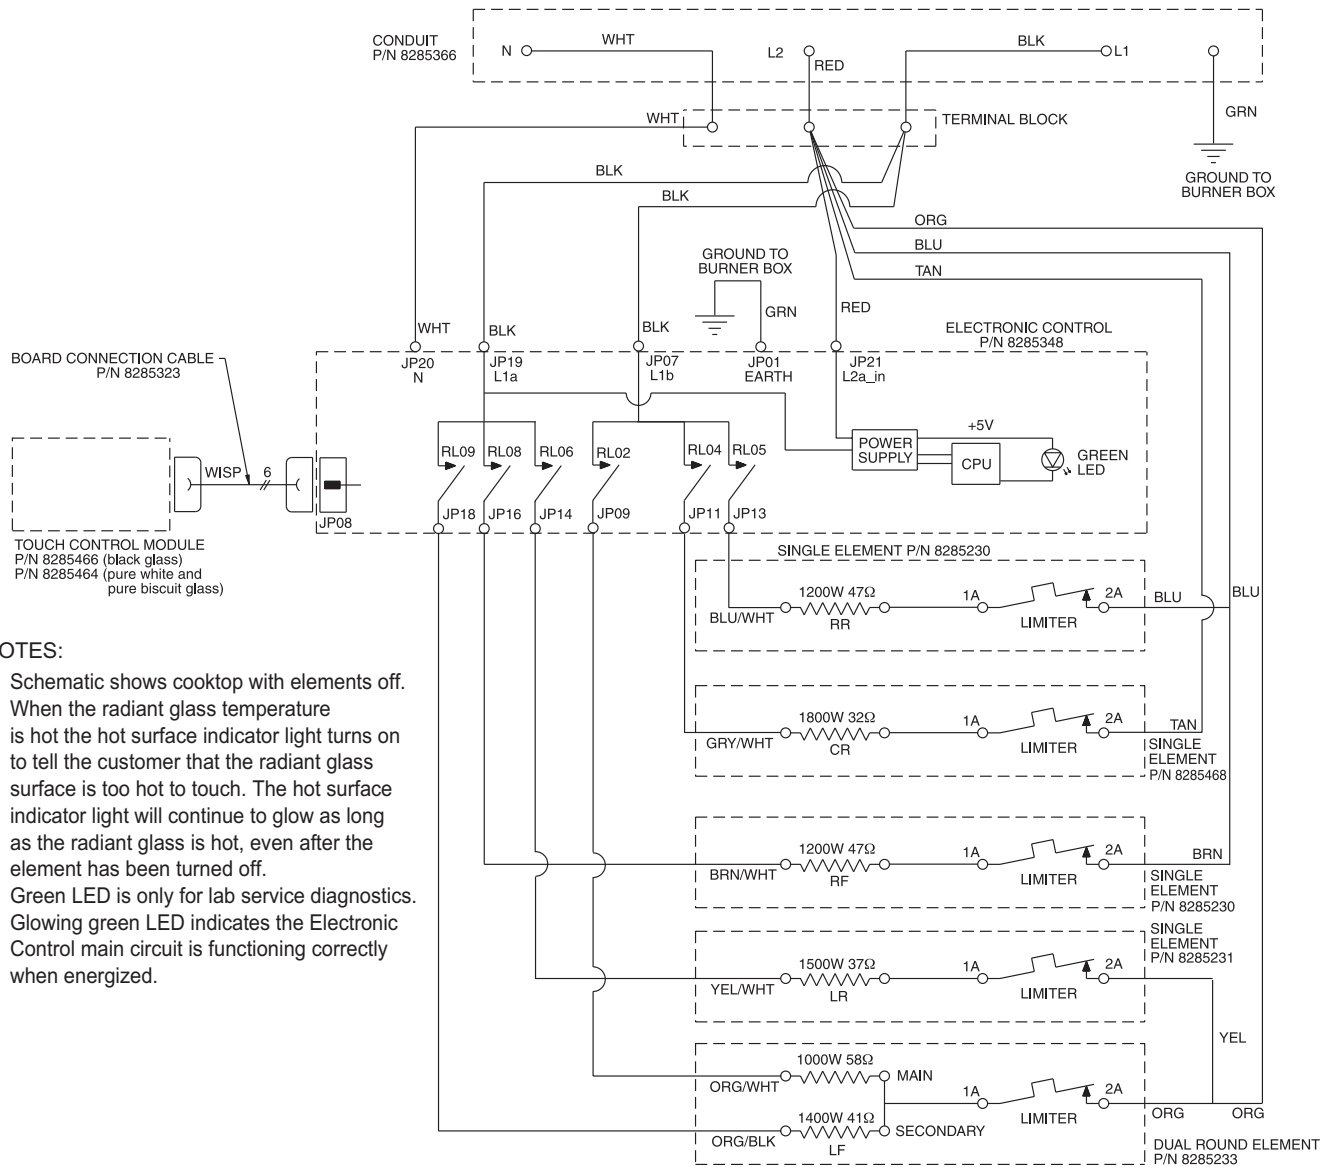 CONDUIT
P/N 8285366
N
WHT
L2
RED
BLK
L1
GRN
GROUND TO
BURNER BOX
WHT
TERMINAL BLOCK
BLK
BLK
ORG
BLU
TAN
GROUND TO
BURNER BOX
GRN
RED
WHT
BLK
BLK
ELECTRONIC CONTROL
P/N 8285348
BOARD CONNECTION CABLE
P/N 8285323
JP20
N
JP19
L1a
JP07
L1b
JP01
EARTH
JP21
L2a_in
RL09
RL08
RL06
RL02
RL04
RL05
POWER
SUPPLY
+5V
CPU
GREEN
LED
WISP
6
JP08
JP18
JP16
JP14
JP09
JP11
JP13
TOUCH CONTROL MODULE
P/N 8285466 (black glass)
P/N 8285464 (pure white and
pure biscuit glass)
SINGLE ELEMENT P/N 8285230
BLU/WHT
1200W 47Ω
RR
1A
LIMITER
2A
BLU
BLU
GRY/WHT
1800W 32Ω
CR
1A
LIMITER
2A
TAN
SINGLE
ELEMENT
P/N 8285468
BRN/WHT
1200W 47Ω
RF
1A
LIMITER
2A
BRN
SINGLE
ELEMENT
P/N 8285230
SINGLE
ELEMENT
P/N 8285231
YEL/WHT
1500W 37Ω
LR
1A
LIMITER
2A
YEL
ORG/WHT
1000W 58Ω
MAIN
ORG/BLK
1400W 41Ω
LF
SECONDARY
1A
LIMITER
2A
ORG
ORG
DUAL ROUND ELEMENT
P/N 8285233
OTES:
Schematic shows cooktop with elements off.
When the radiant glass temperature
is hot the hot surface indicator light turns on
to tell the customer that the radiant glass
surface is too hot to touch. The hot surface
indicator light will continue to glow as long
as the radiant glass is hot, even after the
element has been turned off.
Green LED is only for lab service diagnostics.
Glowing green LED indicates the Electronic
Control main circuit is functioning correctly
when energized.